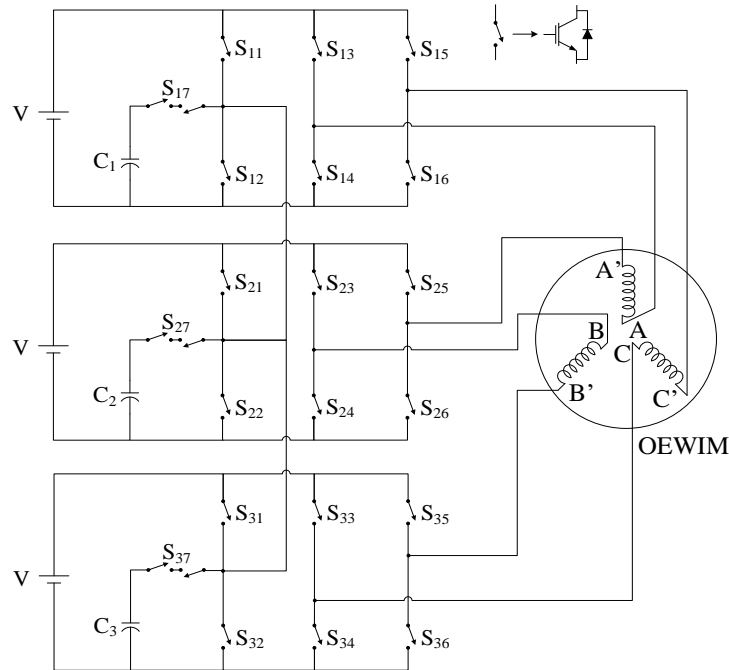 S₁₁ S₁₃ S₁₅
S₁₇
V
C₁
S₁₂ S₁₄ S₁₆
S₂₁ S₂₃ S₂₅
A’
S₂₇
V
B A
C
C₂
B’ C’
S₂₂ S₂₄ S₂₆
OEWIM
S₃₁ S₃₃ S₃₅
S₃₇
V
C₃
S₃₂ S₃₄ S₃₆